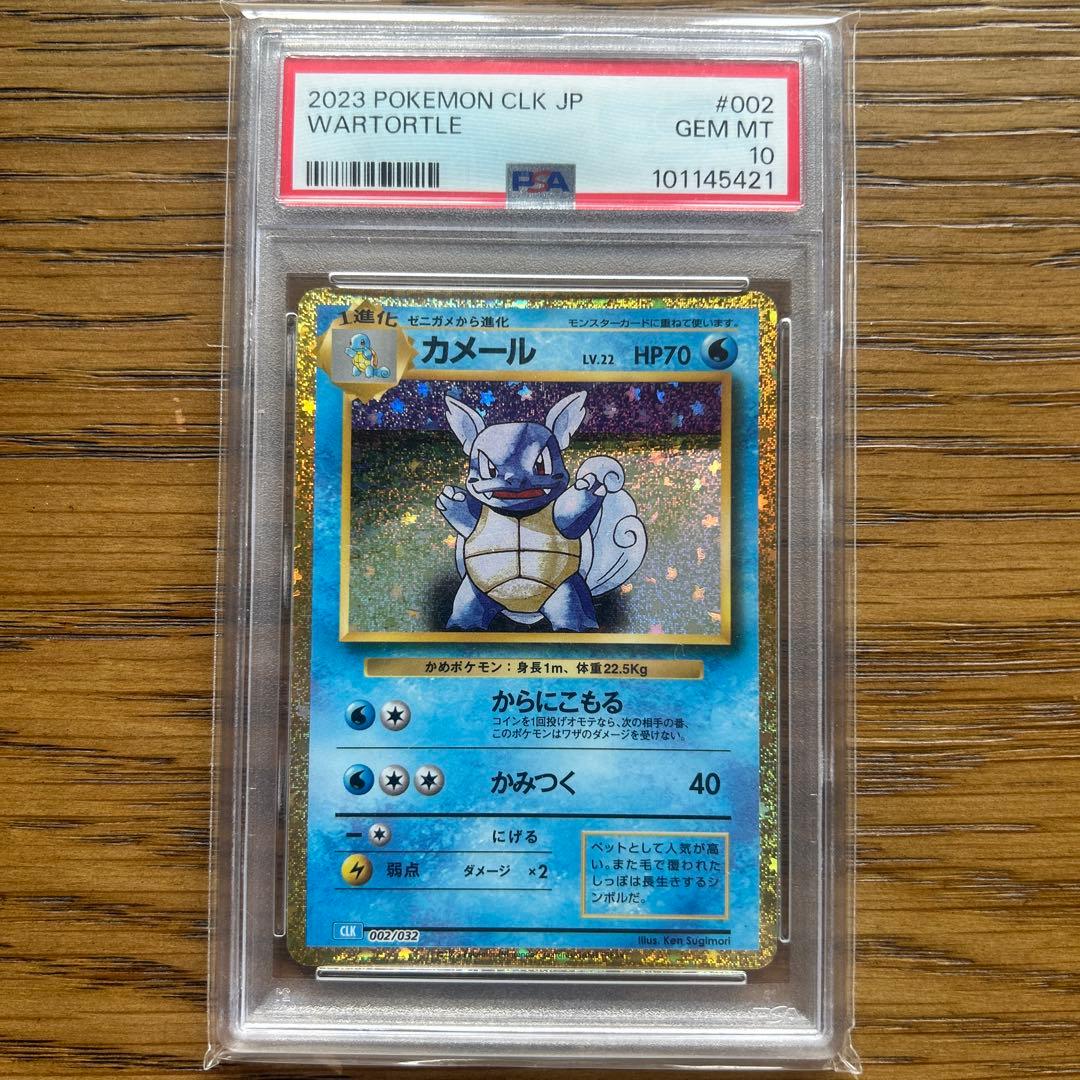 2023 POKEMON CLK JP #002
WARTORTLE GEM MT
10
PSA 101145421
1進化 ゼニガメから進化 モンスターカードに重ねて使います。
カメール LV.22 HP70
かめポケモン：身長1m、体重22.5Kg
からにこもる
コインを1回投げオモテなら、次の相手の番、
このポケモンはワザのダメージを受けない。
かみつく 40
にげる
弱点 ダメージ ×2
ペットとして人気が高
い。また毛で覆われた
しっぽは長生きするシ
ンボルだ。
CLK 002/032
Illus. Ken Sugimori